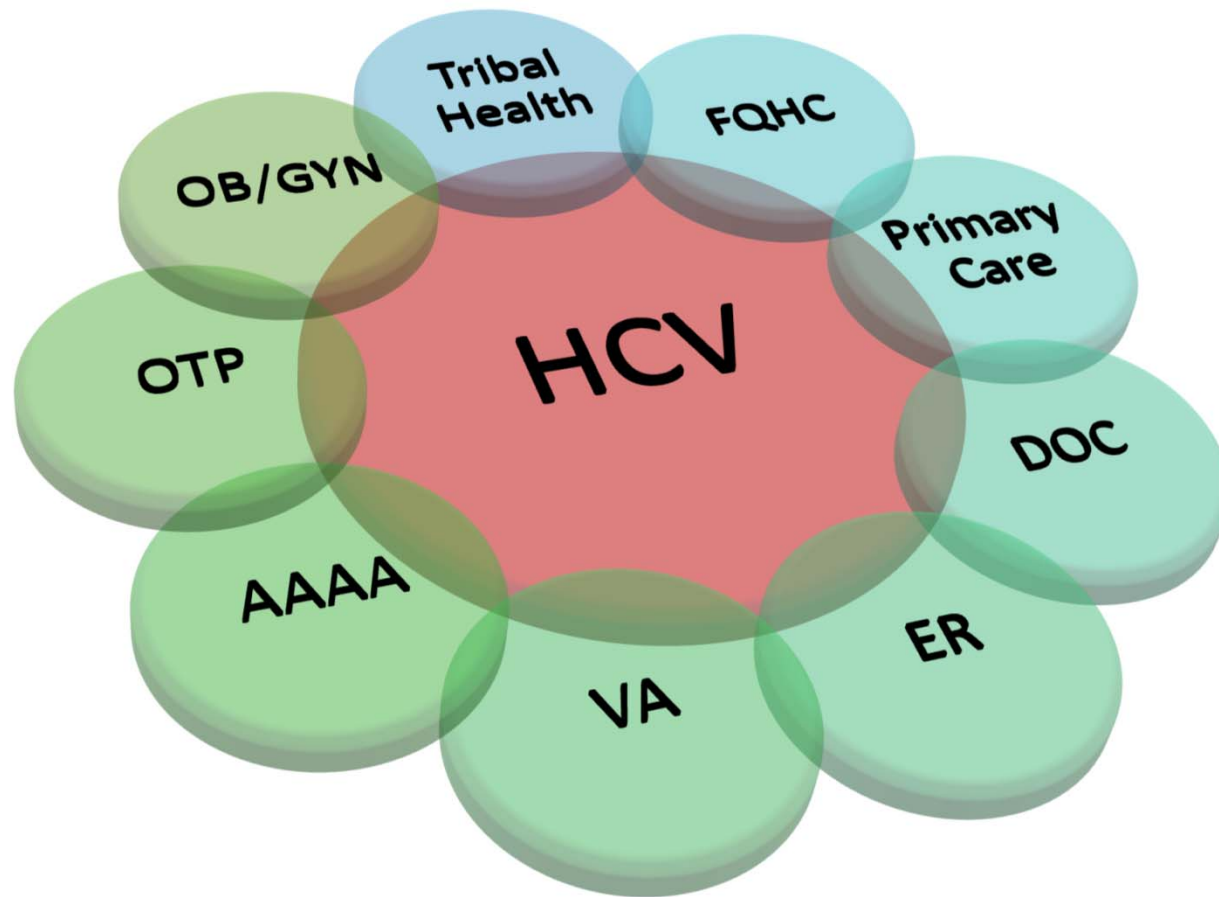 Tribal
Health
FQHC
OB/GYN
Primary
Care
HCV
OTP
DOC
AAAA
ER
VA